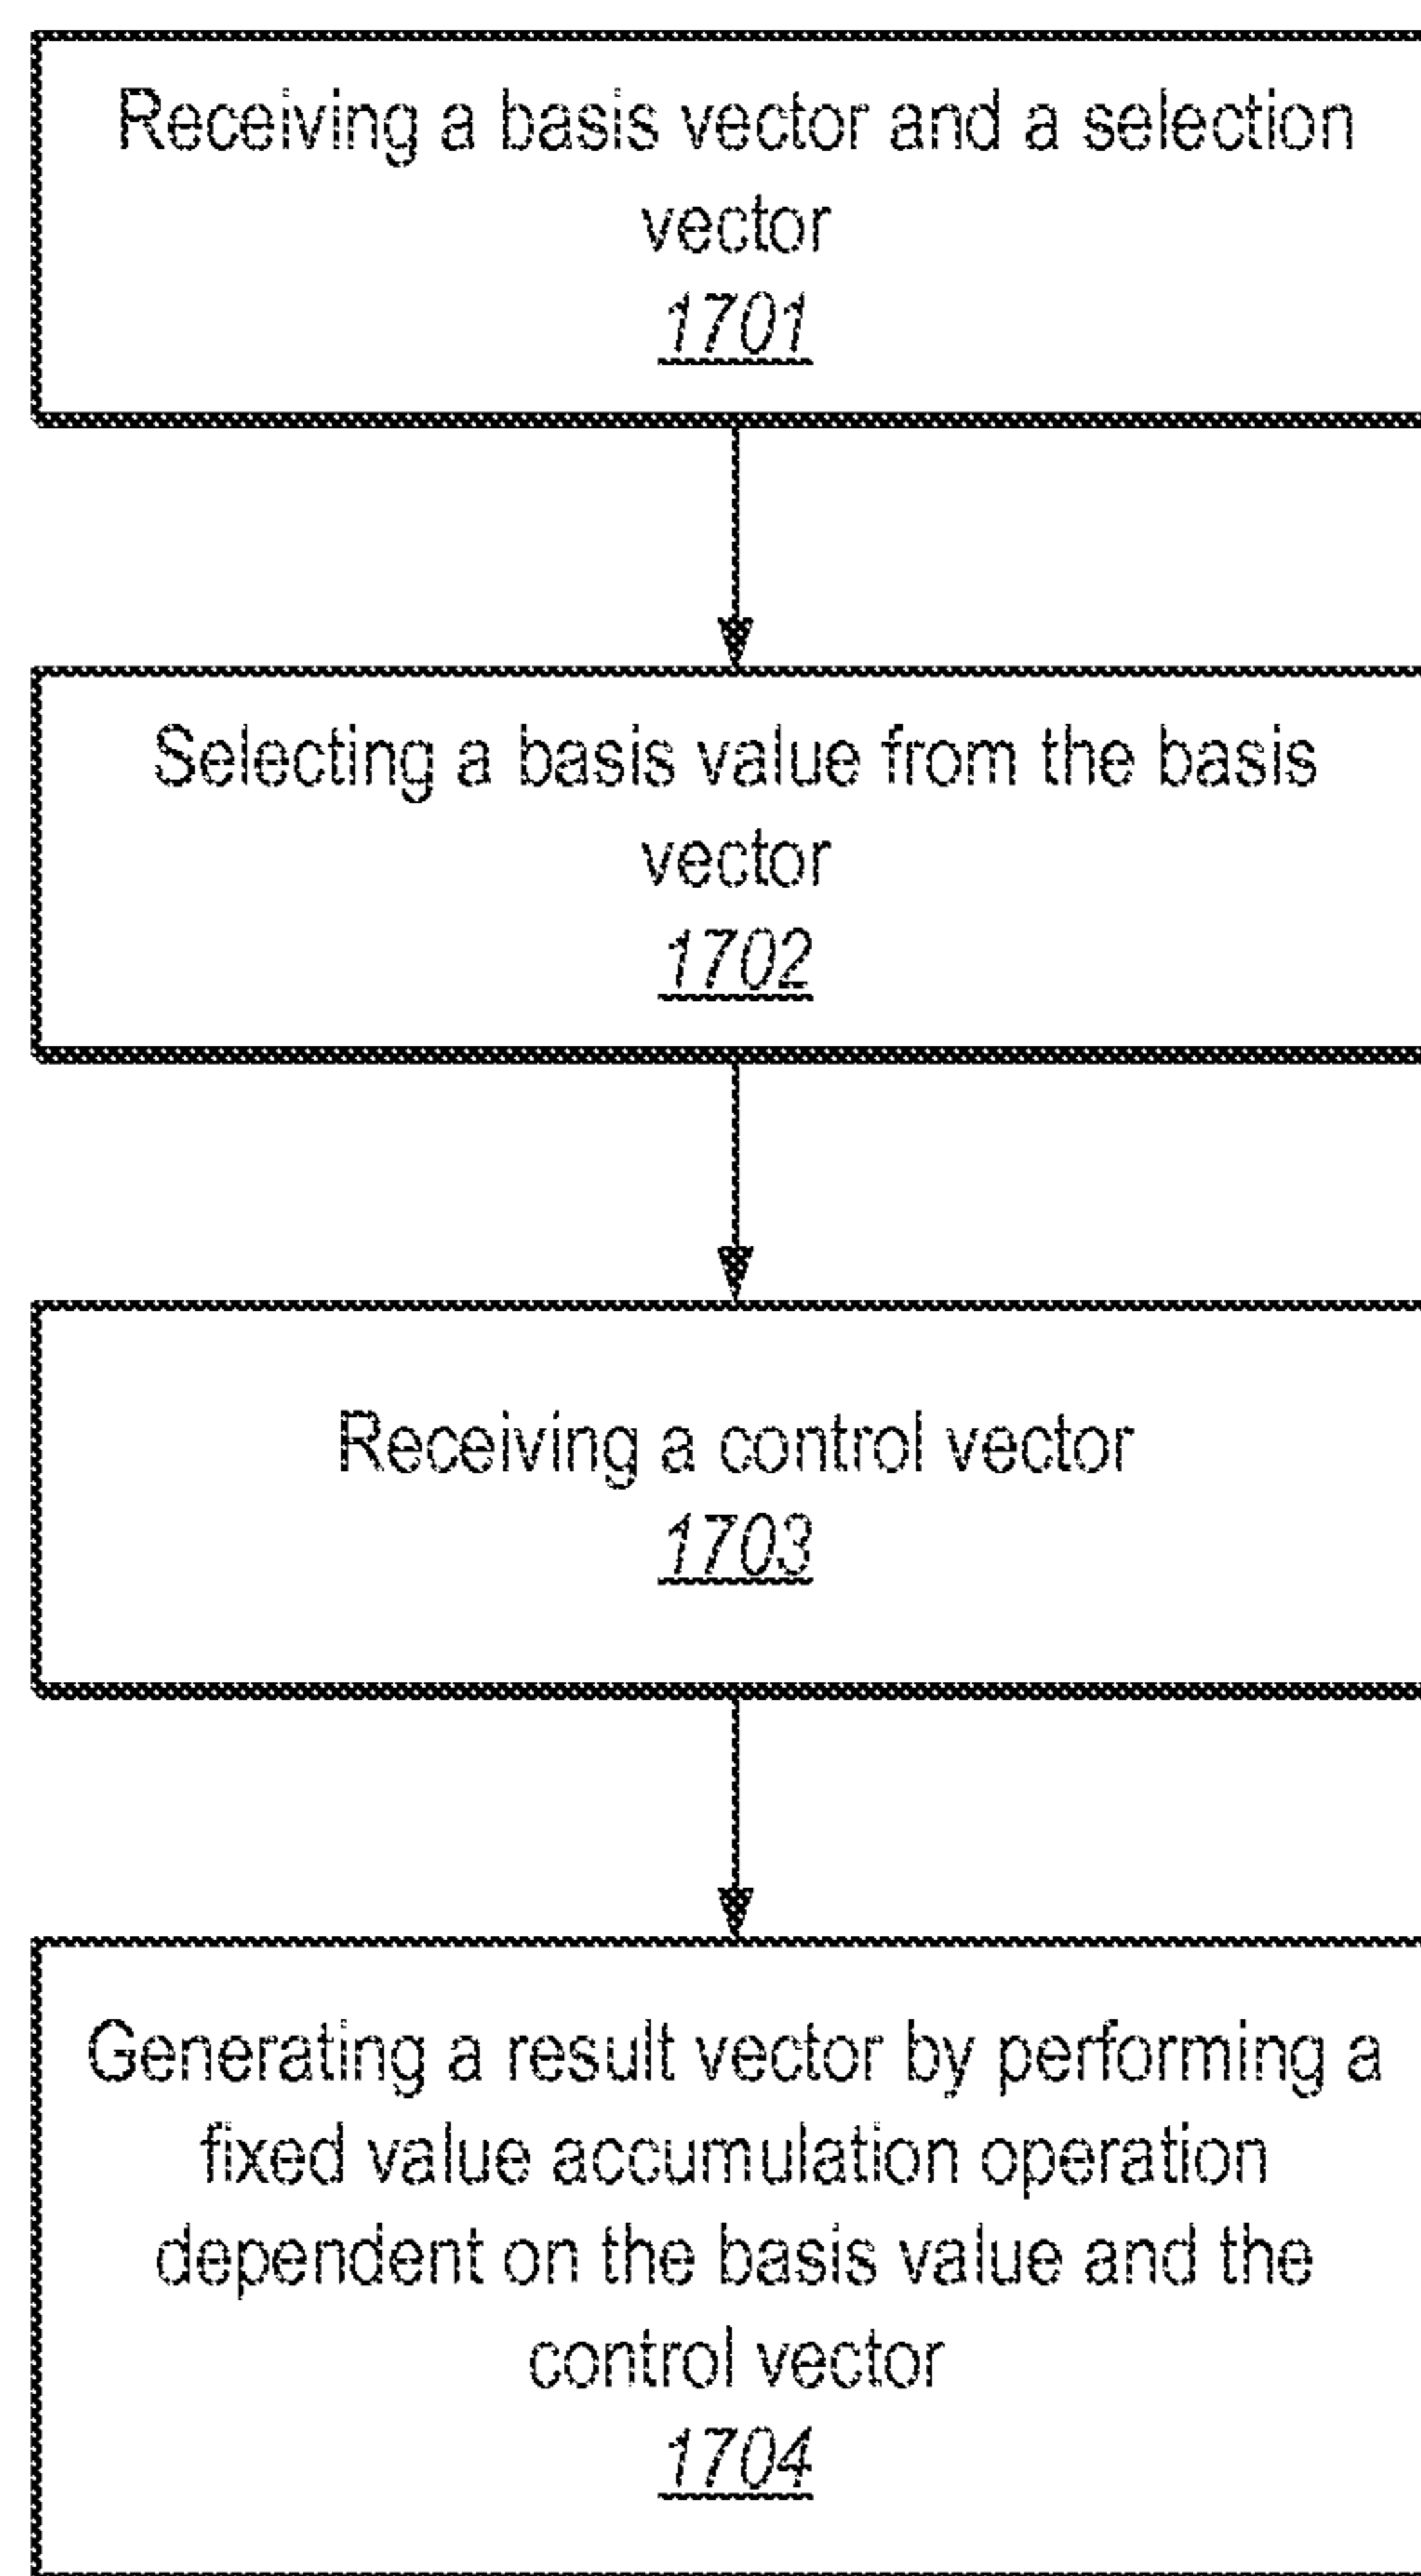 Receiving a basis vector and a selection
vector
1701
Selecting a basis value from the basis
vector
1702
Receiving a control vector
1703
Generating a result vector by performing a
fixed value accumulation operation
dependent on the basis value and the
control vector
1704